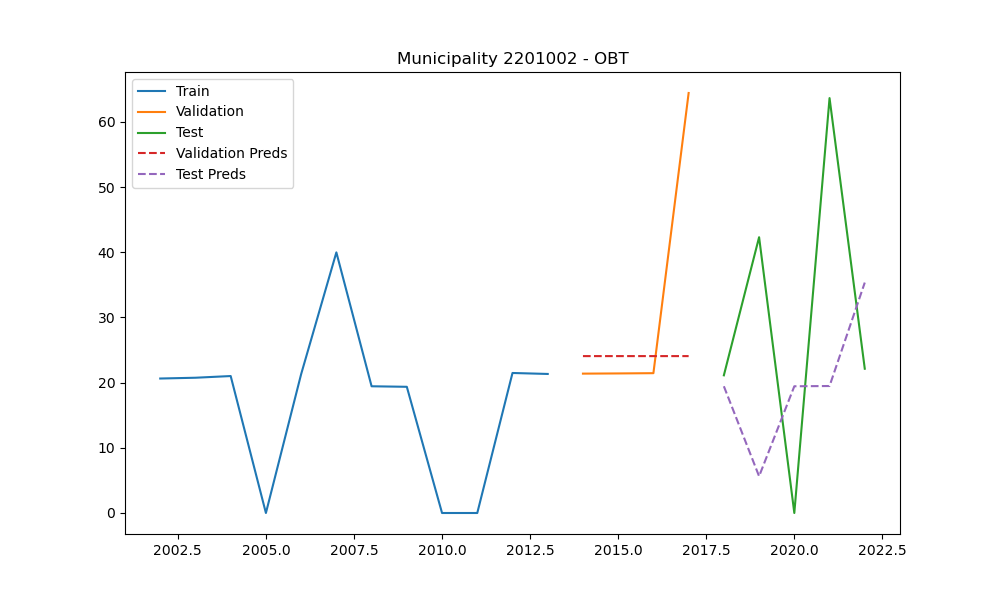 Municipality 2201002 - OBT
Train
Validation
Test
Validation Preds
Test Preds
60
50
40
30
20
10
0
2002.5 2005.0 2007.5 2010.0 2012.5 2015.0 2017.5 2020.0 2022.5